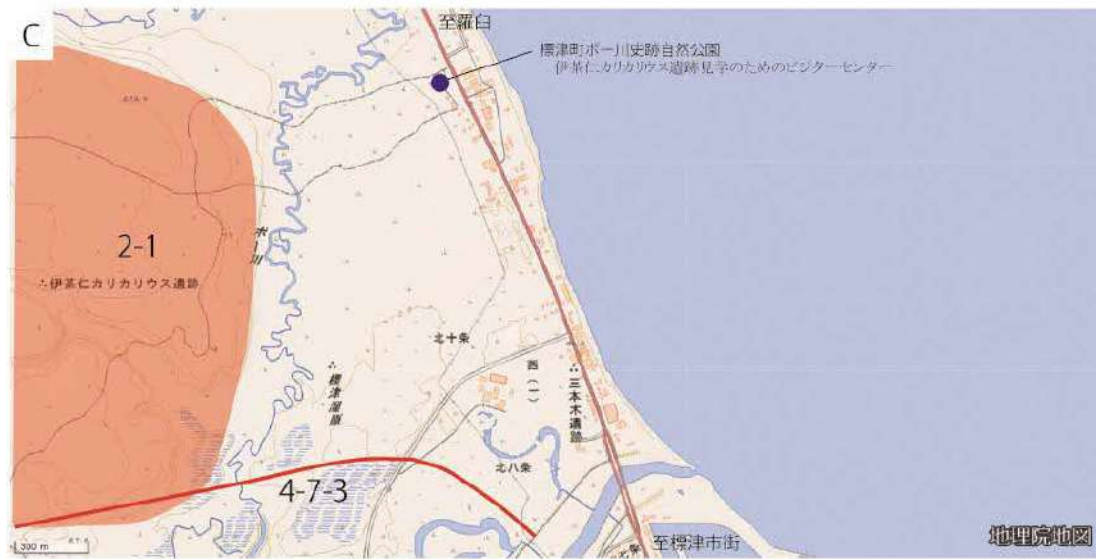 C
至羅臼
標津町ポー川史跡自然公園
伊茶仁カリカリウス遺跡見学のためのビジターセンター
2-1
∴伊茶仁カリカリウス遺跡
ポー川
北十条
∴標津湿原
西(一)
∴三本木遺跡
北八条
4-7-3
至標津市街
300 m
地理院地図